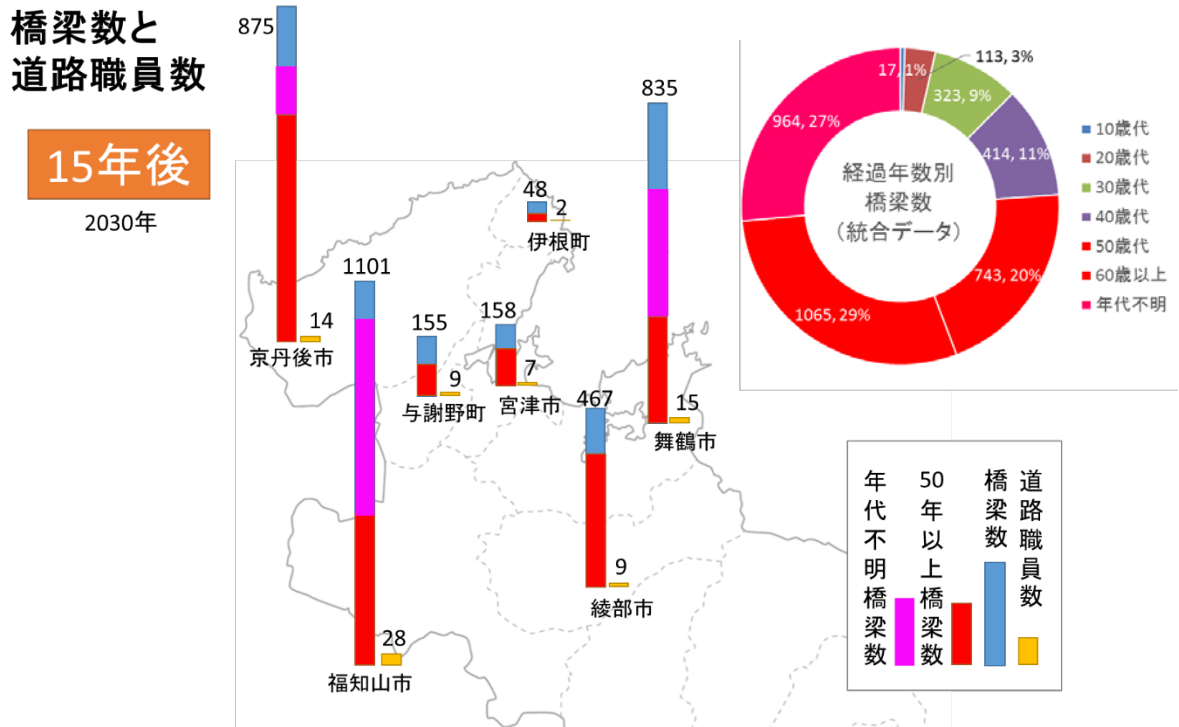 橋梁数と
道路職員数
15年後
2030年
875
14
京丹後市
1101
28
福知山市
155
9
与謝野町
158
7
宮津市
48
2
伊根町
467
9
綾部市
835
15
舞鶴市
17, 1%
113, 3%
323, 9%
414, 11%
743, 20%
1065, 29%
964, 27%
経過年数別
橋梁数
(統合データ)
10歳代
20歳代
30歳代
40歳代
50歳代
60歳以上
年代不明
道路職員数
橋梁数
50年以上橋梁数
年代不明橋梁数